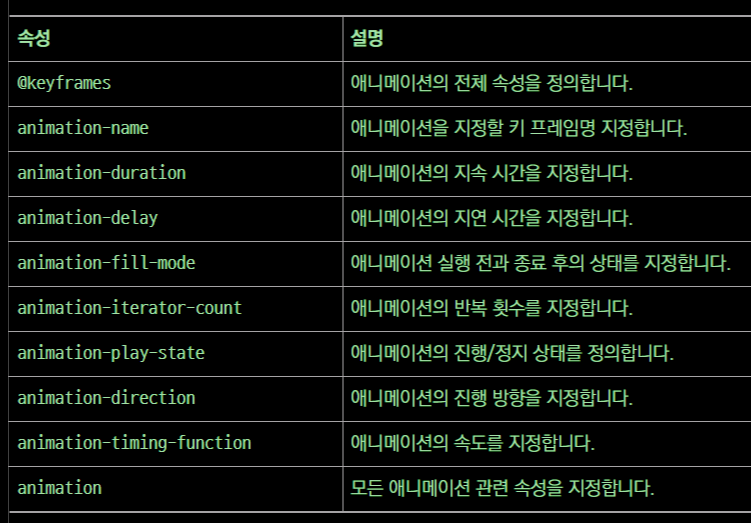 속성 설명
@keyframes 애니메이션의 전체 속성을 정의합니다.
animation-name 애니메이션을 지정할 키 프레임명 지정합니다.
animation-duration 애니메이션의 지속 시간을 지정합니다.
animation-delay 애니메이션의 지연 시간을 지정합니다.
animation-fill-mode 애니메이션 실행 전과 종료 후의 상태를 지정합니다.
animation-iterator-count 애니메이션의 반복 횟수를 지정합니다.
animation-play-state 애니메이션의 진행/정지 상태를 정의합니다.
animation-direction 애니메이션의 진행 방향을 지정합니다.
animation-timing-function 애니메이션의 속도를 지정합니다.
animation 모든 애니메이션 관련 속성을 지정합니다.